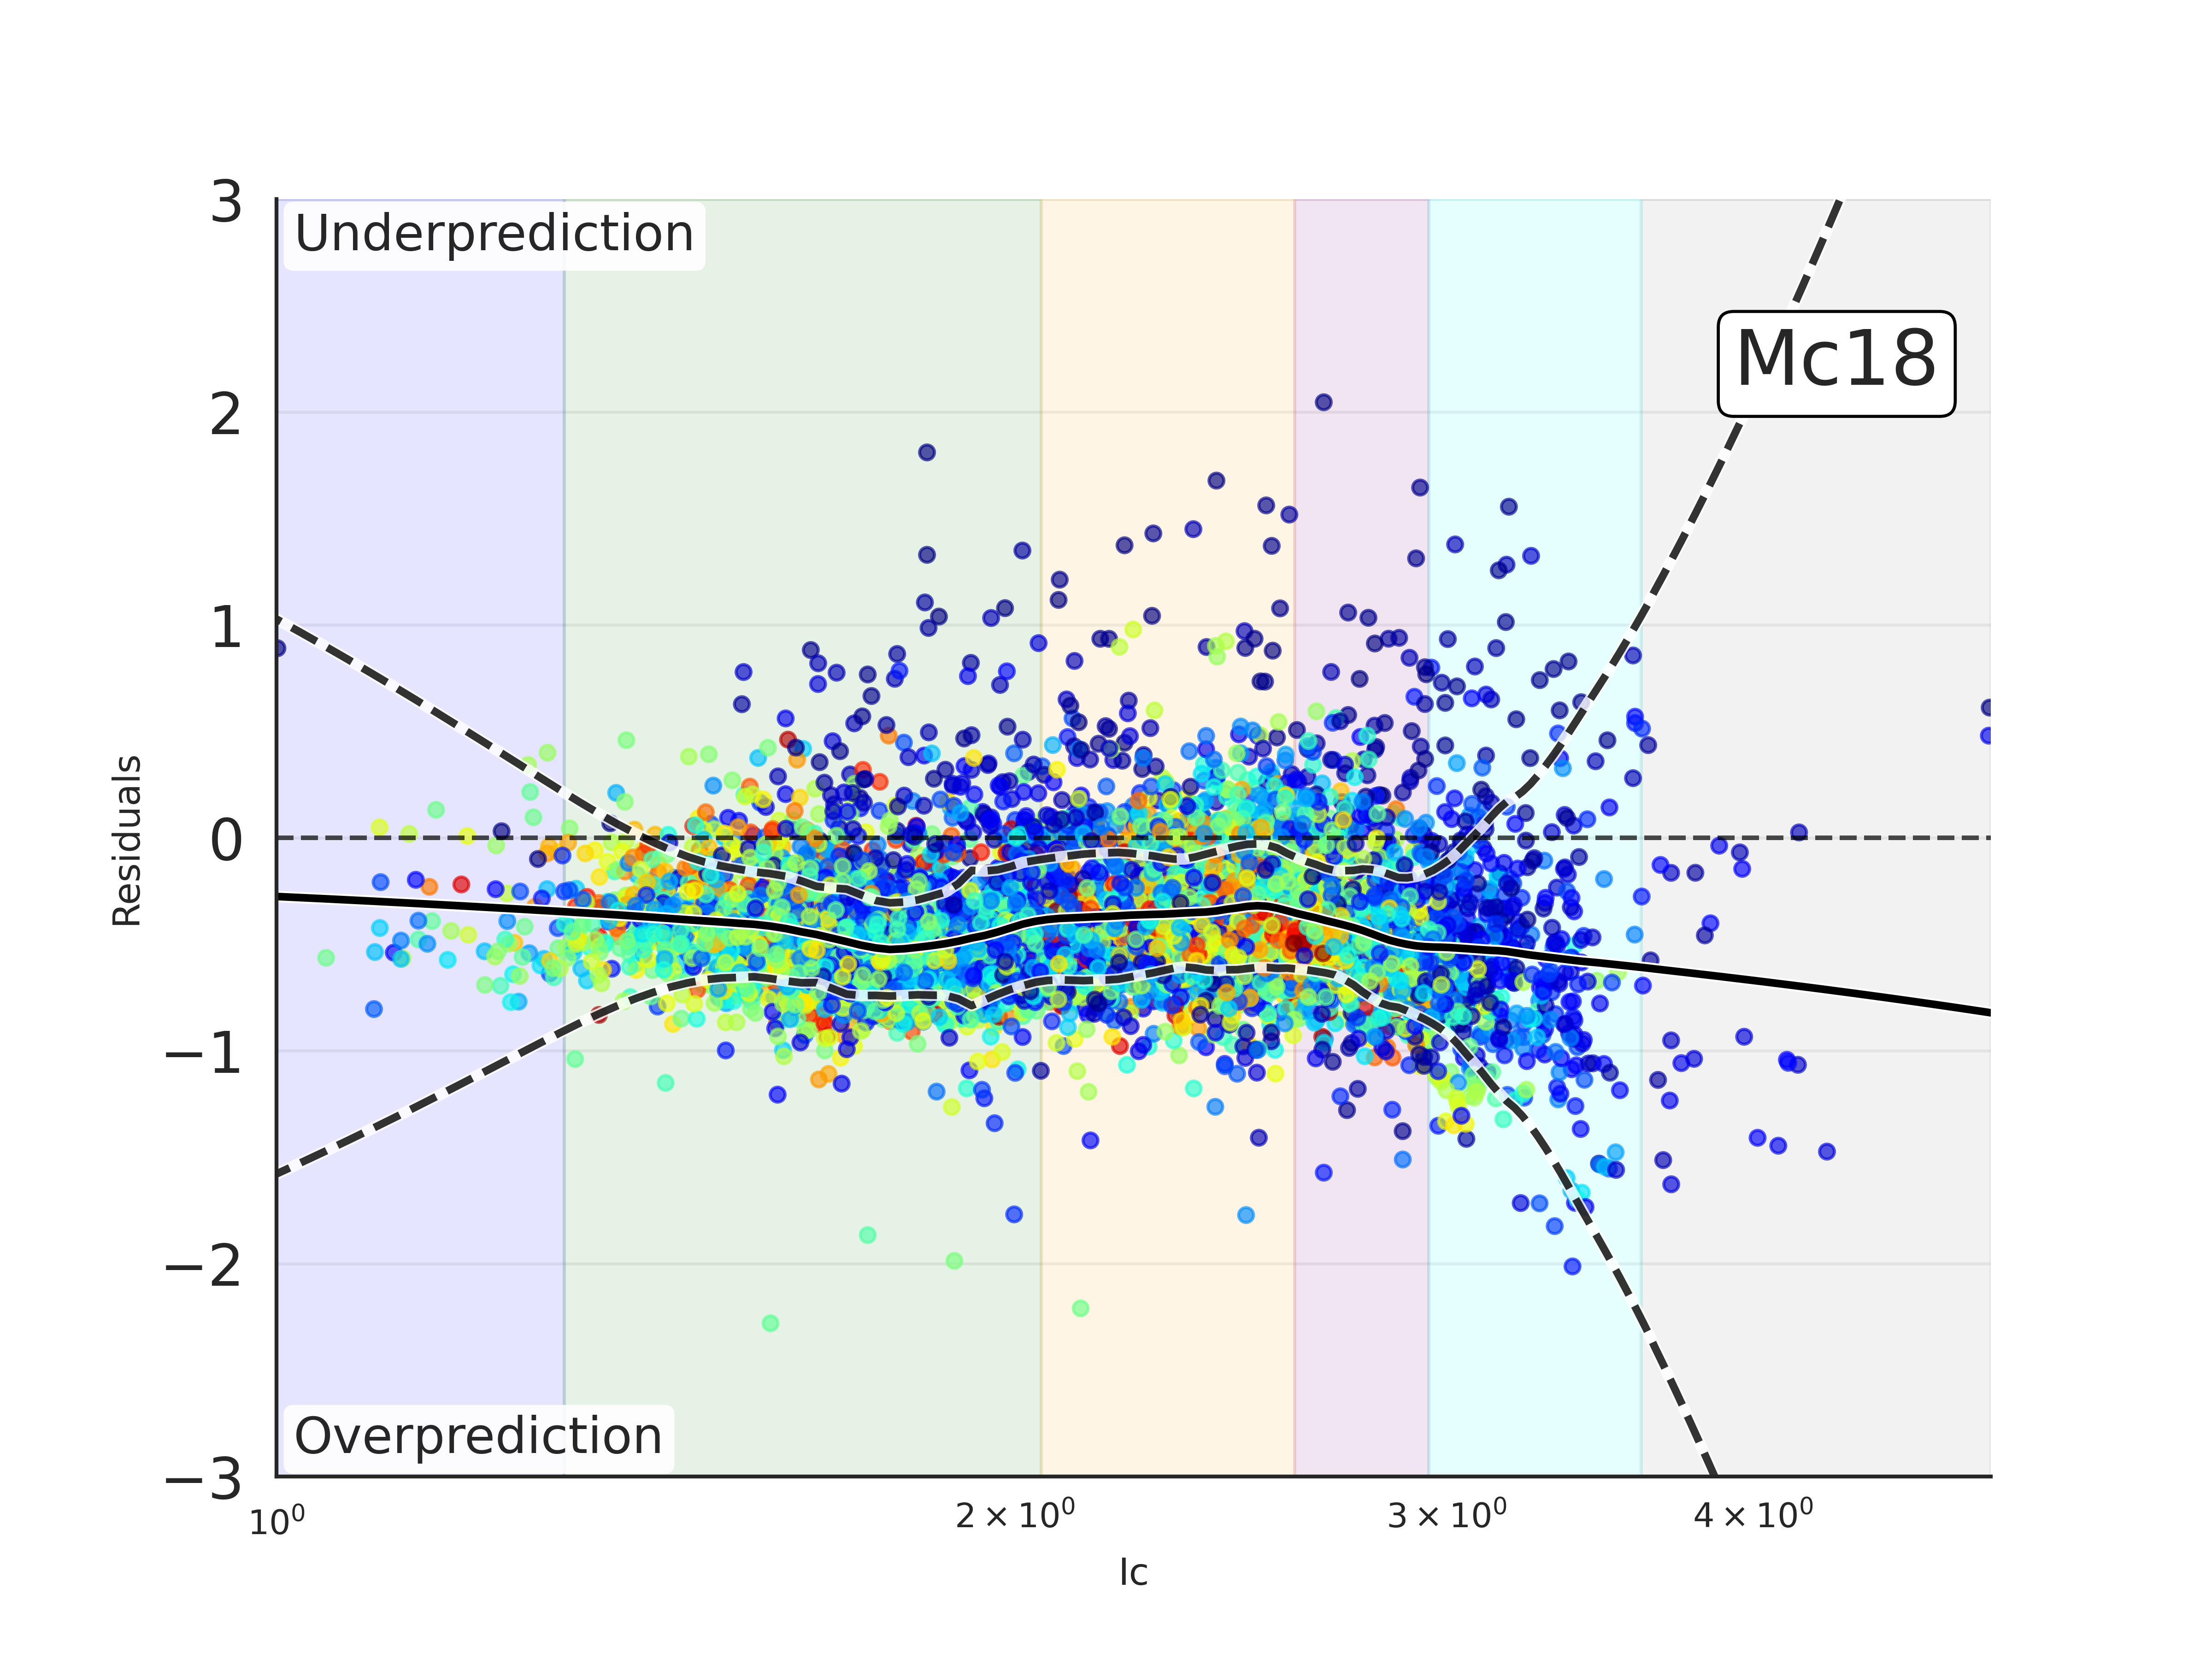 3
Underprediction
Mc18
2
1
Residuals
0
−1
−2
Overprediction
−3
10⁰
2 × 10⁰
3 × 10⁰
4 × 10⁰
Ic